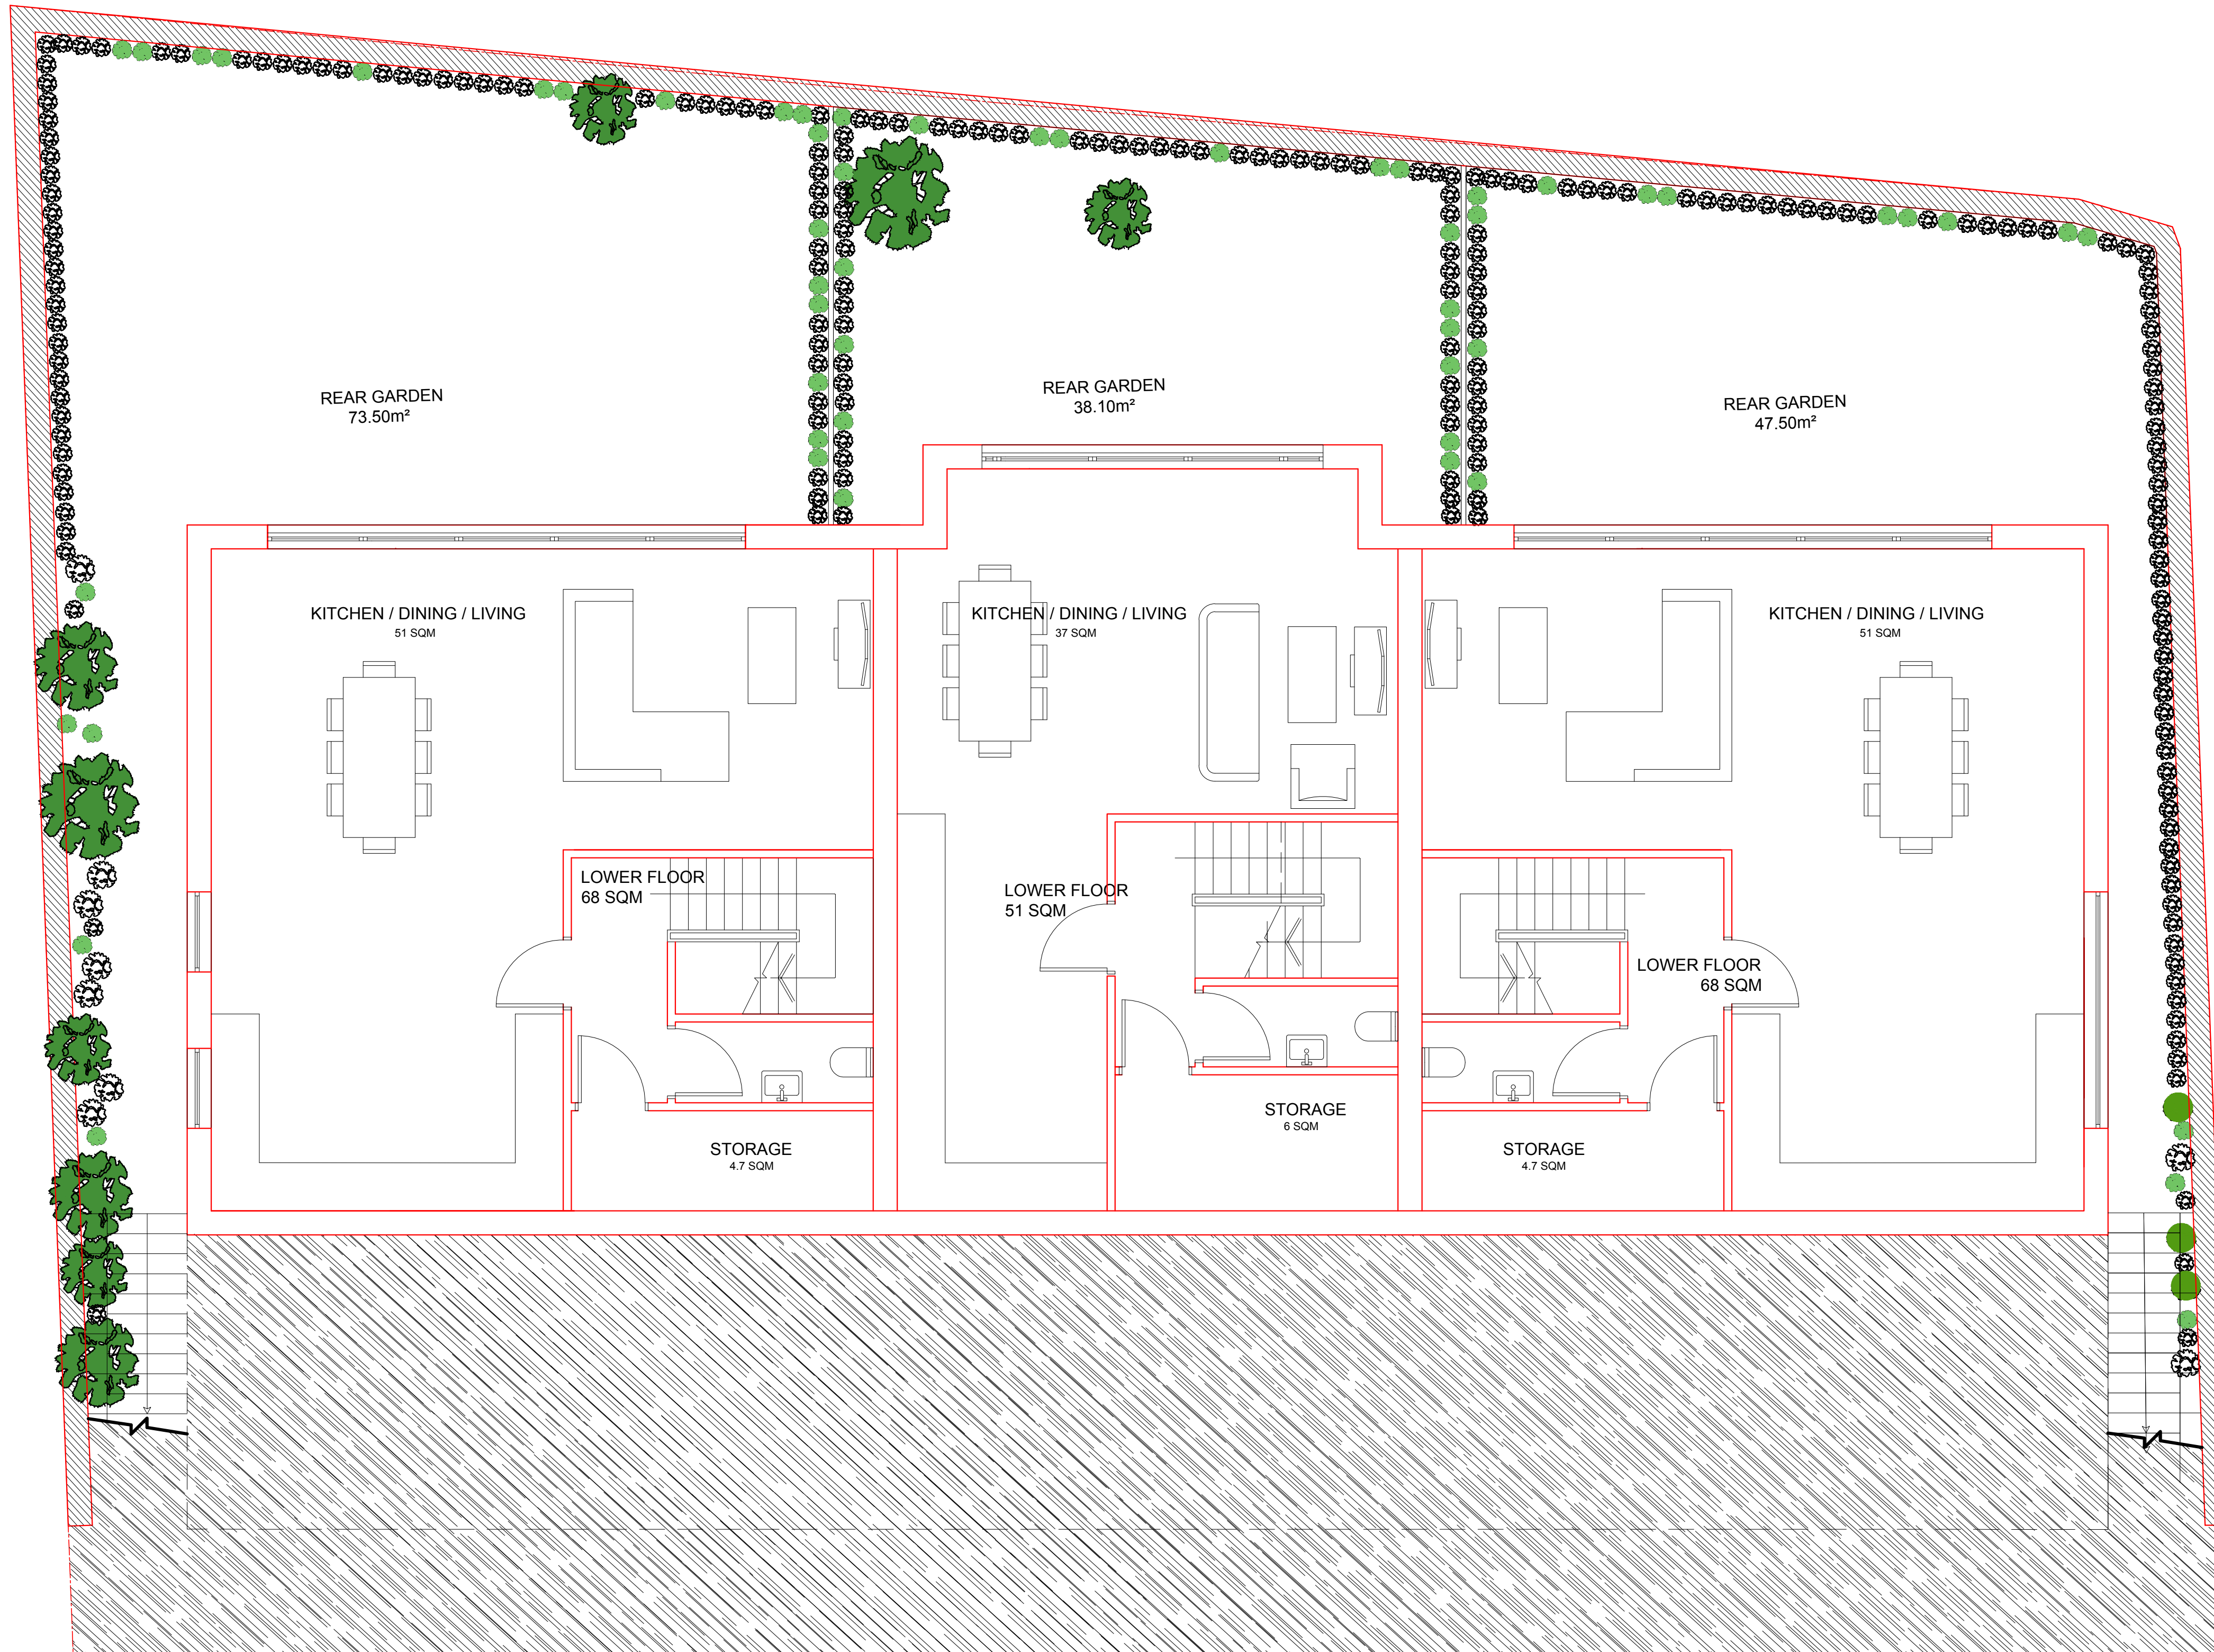 REAR GARDEN
73.50m²
REAR GARDEN
38.10m²
REAR GARDEN
47.50m²
KITCHEN / DINING / LIVING
51 SQM
KITCHEN / DINING / LIVING
37 SQM
KITCHEN / DINING / LIVING
51 SQM
LOWER FLOOR
68 SQM
LOWER FLOOR
51 SQM
LOWER FLOOR
68 SQM
STORAGE
4.7 SQM
STORAGE
6 SQM
STORAGE
4.7 SQM